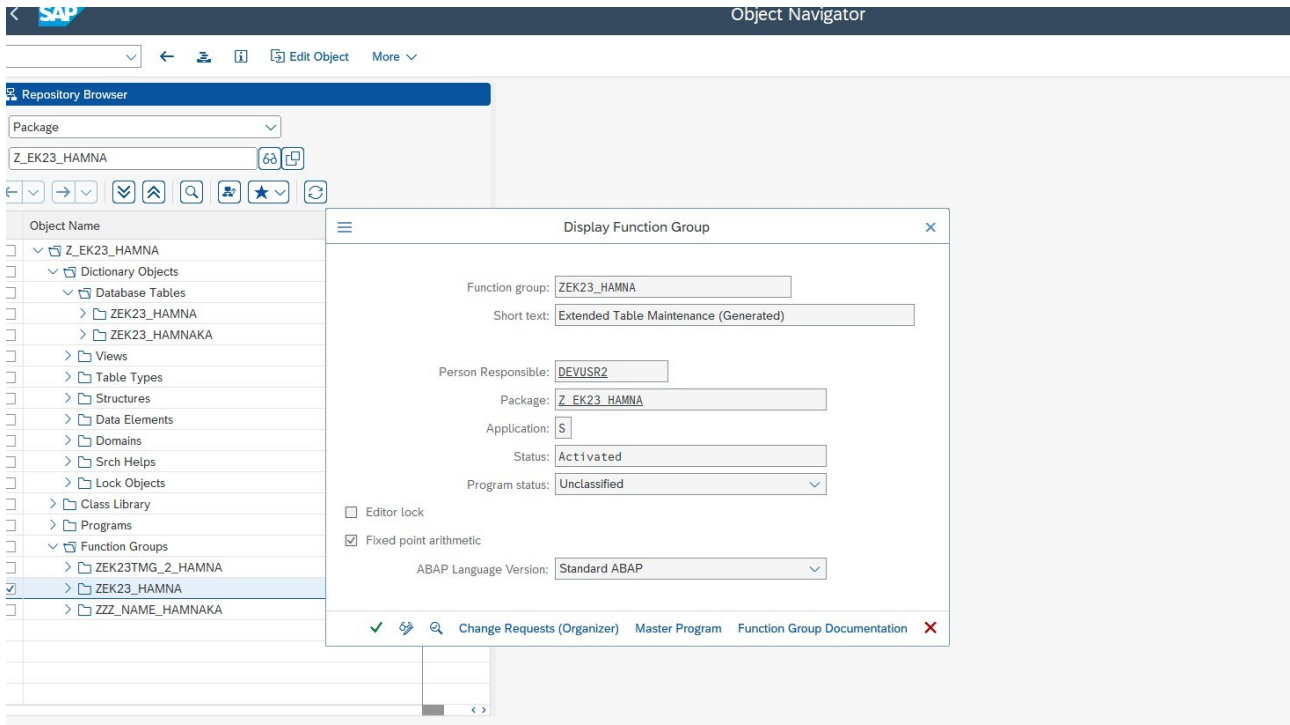 SAP
Object Navigator
Edit Object
More
Repository Browser
Package
Z_EK23_HAMNA
Object Name
Z_EK23_HAMNA
Dictionary Objects
Database Tables
ZEK23_HAMNA
ZEK23_HAMNAKA
Views
Table Types
Structures
Data Elements
Domains
Srch Helps
Lock Objects
Class Library
Programs
Function Groups
ZEK23TMG_2_HAMNA
ZEK23_HAMNA
ZZZ_NAME_HAMNAKA
Display Function Group
Function group: ZEK23_HAMNA
Short text: Extended Table Maintenance (Generated)
Person Responsible: DEVUSR2
Package: Z_EK23_HAMNA
Application: S
Status: Activated
Program status: Unclassified
Editor lock
Fixed point arithmetic
ABAP Language Version: Standard ABAP
Change Requests (Organizer) Master Program Function Group Documentation